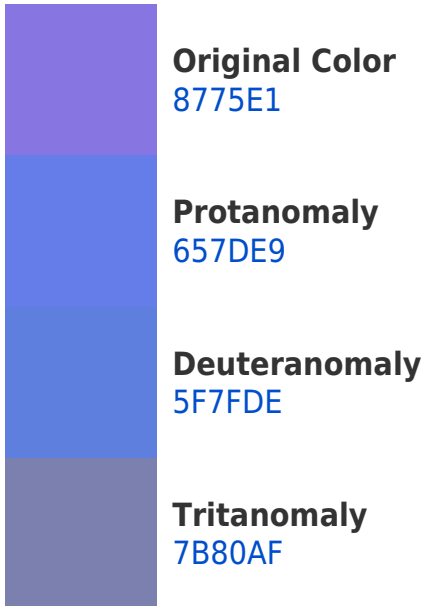 Original Color
8775E1
Protanomaly
657DE9
Deuteranomaly
5F7FDE
Tritanomaly
7B80AF